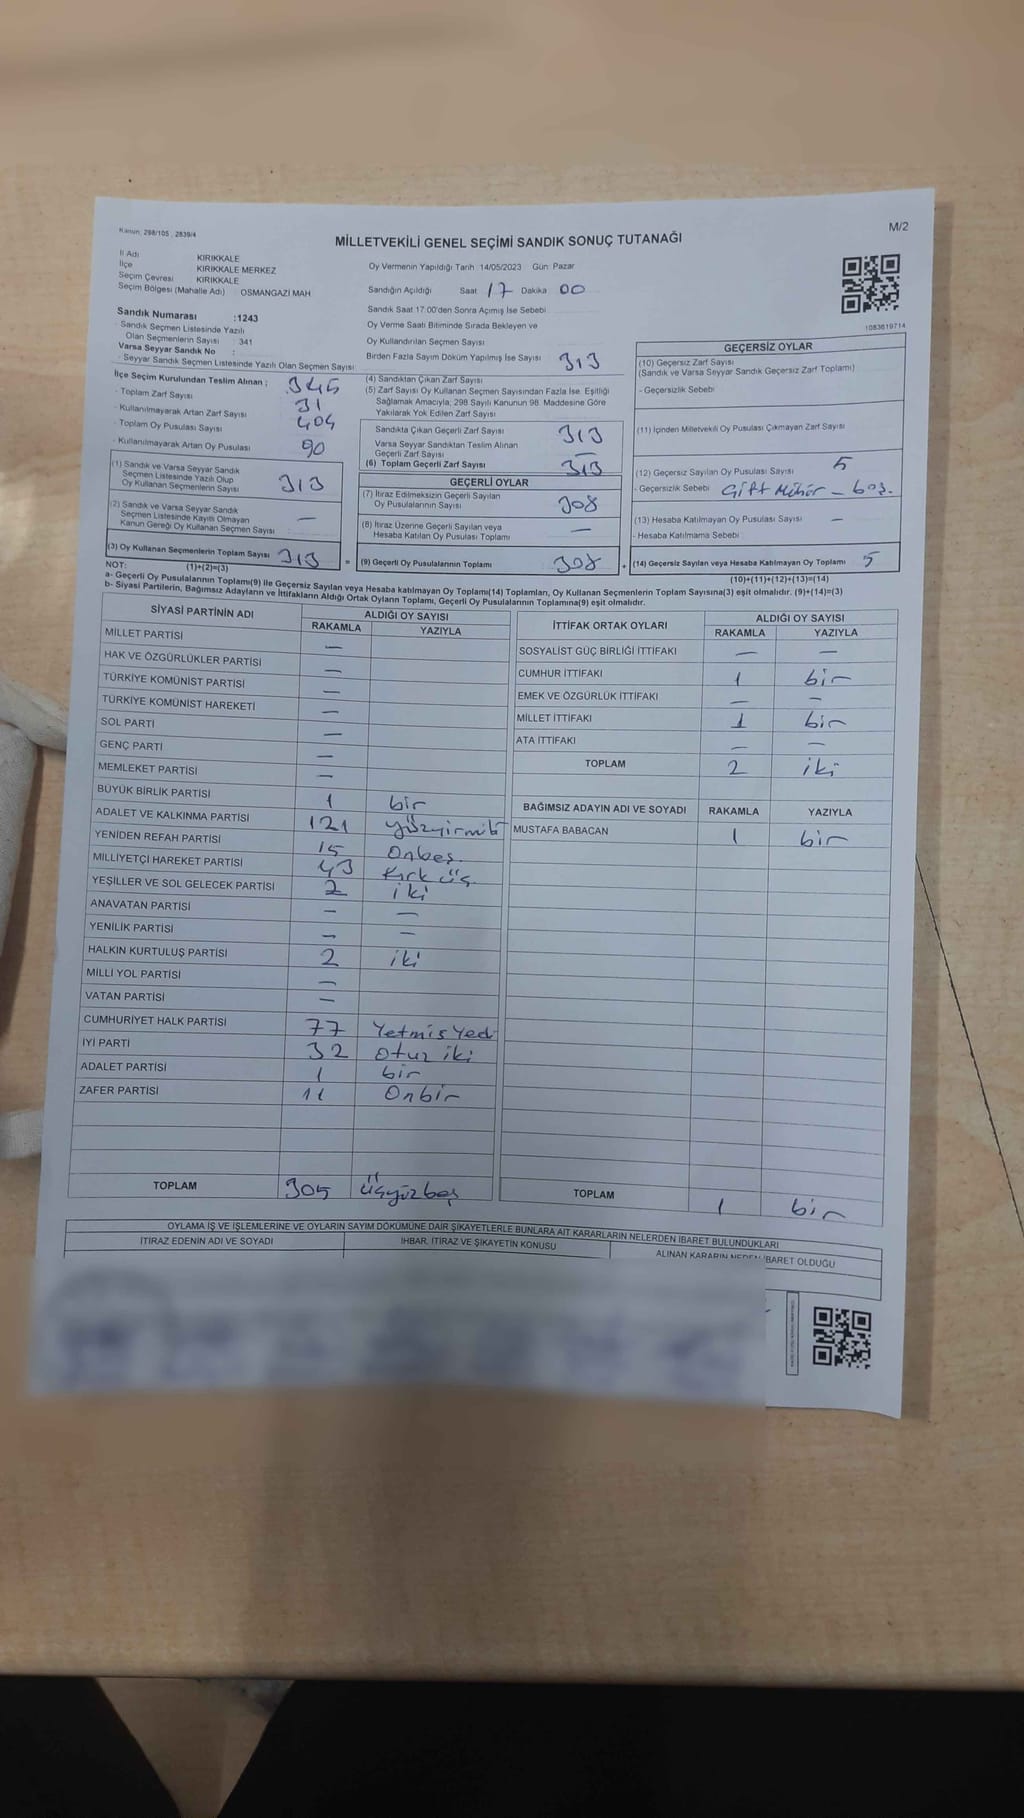 Kanun: 298/105 , 2839/4
M/2
MİLLETVEKİLİ GENEL SEÇİMİ SANDIK SONUÇ TUTANAĞI
İl Adı KIRIKKALE
İlçe KIRIKKALE MERKEZ
Seçim Çevresi KIRIKKALE
Seçim Bölgesi (Mahalle Adı) : OSMANGAZİ MAH
Oy Vermenin Yapıldığı Tarih 14/05/2023 Gün: Pazar
Sandığın Açıldığı Saat 17 Dakika 00
Sandık Saat 17:00'den Sonra Açılmış İse Sebebi
Oy Verme Saati Bitiminde Sırada Bekleyen ve
Oy Kullandırılan Seçmen Sayısı
Birden Fazla Sayım Döküm Yapılmış İse Sayısı
1083619714
Sandık Numarası : 1243
- Sandık Seçmen Listesinde Yazılı
Olan Seçmenlerin Sayısı : 341
Varsa Seyyar Sandık No :
- Seyyar Sandık Seçmen Listesinde Yazılı Olan Seçmen Sayısı:
İlçe Seçim Kurulundan Teslim Alınan ;
- Toplam Zarf Sayısı 345
- Kullanılmayarak Artan Zarf Sayısı 31
- Toplam Oy Pusulası Sayısı 404
- Kullanılmayarak Artan Oy Pusulası 90
(1) Sandık ve Varsa Seyyar Sandık
Seçmen Listesinde Yazılı Olup
Oy Kullanan Seçmenlerin Sayısı 313
(2) Sandık ve Varsa Seyyar Sandık
Seçmen Listesinde Kayıtlı Olmayan
Kanun Gereği Oy Kullanan Seçmen Sayısı —
(3) Oy Kullanan Seçmenlerin Toplam Sayısı 313
(1)+(2)=(3)
(4) Sandıktan Çıkan Zarf Sayısı 313
(5) Zarf Sayısı Oy Kullanan Seçmen Sayısından Fazla İse, Eşitliği
Sağlamak Amacıyla; 298 Sayılı Kanunun 98. Maddesine Göre
Yakılarak Yok Edilen Zarf Sayısı
Sandıkta Çıkan Geçerli Zarf Sayısı 313
Varsa Seyyar Sandıktan Teslim Alınan
Geçerli Zarf Sayısı —
(6) Toplam Geçerli Zarf Sayısı 313
GEÇERLİ OYLAR
(7) İtiraz Edilmeksizin Geçerli Sayılan
Oy Pusulalarının Sayısı 308
(8) İtiraz Üzerine Geçerli Sayılan veya
Hesaba Katılan Oy Pusulası Toplamı —
= (9) Geçerli Oy Pusulalarının Toplamı 308
GEÇERSİZ OYLAR
(10) Geçersiz Zarf Sayısı
(Sandık ve Varsa Seyyar Sandık Geçersiz Zarf Toplamı)
- Geçersizlik Sebebi
(11) İçinden Milletvekili Oy Pusulası Çıkmayan Zarf Sayısı
(12) Geçersiz Sayılan Oy Pusulası Sayısı 5
- Geçersizlik Sebebi Çift Mühür - boş.
(13) Hesaba Katılmayan Oy Pusulası Sayısı —
- Hesaba Katılmama Sebebi
+ (14) Geçersiz Sayılan veya Hesaba Katılmayan Oy Toplamı 5
(10)+(11)+(12)+(13)=(14)
NOT:
a- Geçerli Oy Pusulalarının Toplamı(9) ile Geçersiz Sayılan veya Hesaba katılmayan Oy Toplamı(14) Toplamları, Oy Kullanan Seçmenlerin Toplam Sayısına(3) eşit olmalıdır. (9)+(14)=(3)
b- Siyasi Partilerin, Bağımsız Adayların ve İttifakların Aldığı Ortak Oyların Toplamı, Geçerli Oy Pusulalarının Toplamına(9) eşit olmalıdır.
SİYASİ PARTİNİN ADI ALDIĞI OY SAYISI
RAKAMLA YAZIYLA
MİLLET PARTİSİ —
HAK VE ÖZGÜRLÜKLER PARTİSİ —
TÜRKİYE KOMÜNİST PARTİSİ —
TÜRKİYE KOMÜNİST HAREKETİ —
SOL PARTİ —
GENÇ PARTİ —
MEMLEKET PARTİSİ —
BÜYÜK BİRLİK PARTİSİ 1 bir
ADALET VE KALKINMA PARTİSİ 121 yüzyirmibir
YENİDEN REFAH PARTİSİ 15 Onbeş
MİLLİYETÇİ HAREKET PARTİSİ 43 Kırk üç
YEŞİLLER VE SOL GELECEK PARTİSİ 2 iki
ANAVATAN PARTİSİ — —
YENİLİK PARTİSİ — —
HALKIN KURTULUŞ PARTİSİ 2 iki
MİLLİ YOL PARTİSİ —
VATAN PARTİSİ —
CUMHURİYET HALK PARTİSİ 77 Yetmiş Yedi
İYİ PARTİ 32 Otuz iki
ADALET PARTİSİ 1 bir
ZAFER PARTİSİ 11 Onbir
TOPLAM 305 üçyüzbeş
İTTİFAK ORTAK OYLARI ALDIĞI OY SAYISI
RAKAMLA YAZIYLA
SOSYALİST GÜÇ BİRLİĞİ İTTİFAKI — —
CUMHUR İTTİFAKI 1 bir
EMEK VE ÖZGÜRLÜK İTTİFAKI — —
MİLLET İTTİFAKI 1 bir
ATA İTTİFAKI — —
TOPLAM 2 iki
BAĞIMSIZ ADAYIN ADI VE SOYADI RAKAMLA YAZIYLA
MUSTAFA BABACAN 1 bir
TOPLAM 1 bir
OYLAMA İŞ VE İŞLEMLERİNE VE OYLARIN SAYIM DÖKÜMÜNE DAİR ŞİKAYETLERLE BUNLARA AİT KARARLARIN NELERDEN İBARET BULUNDUKLARI
İTİRAZ EDENİN ADI VE SOYADI İHBAR, İTİRAZ VE ŞİKAYETİN KONUSU ALINAN KARARIN NEDEN İBARET OLDUĞU